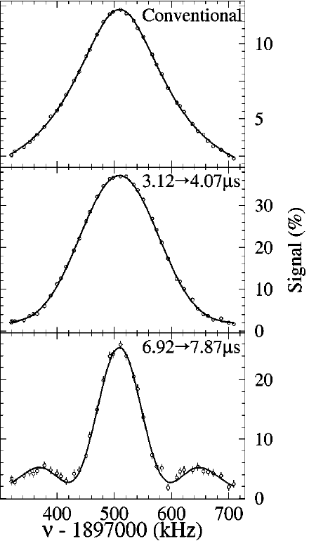 Conventional
10
5
3.12→4.07μs
30
20
10
0
Signal (%)
6.92→7.87μs
20
10
0
400 500 600 700
ν - 1897000 (kHz)